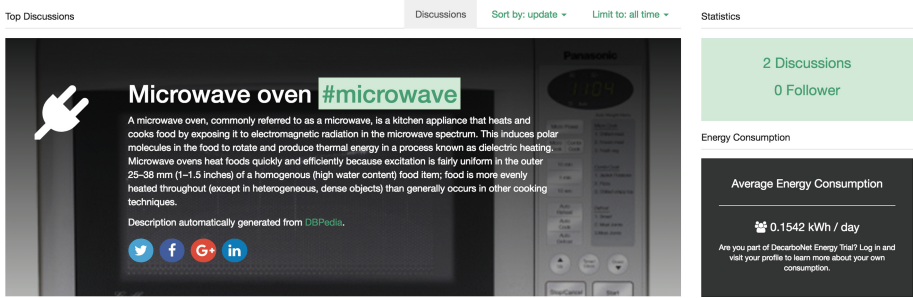 Top Discussions
Discussions
Sort by: update
Limit to: all time
Statistics
Microwave oven #microwave
A microwave oven, commonly referred to as a microwave, is a kitchen appliance that heats and
cooks food by exposing it to electromagnetic radiation in the microwave spectrum. This induces polar
molecules in the food to rotate and produce thermal energy in a process known as dielectric heating.
Microwave ovens heat foods quickly and efficiently because excitation is fairly uniform in the outer
25–38 mm (1–1.5 inches) of a homogenous (high water content) food item; food is more evenly
heated throughout (except in heterogeneous, dense objects) than generally occurs in other cooking
techniques.
Description automatically generated from DBPedia.
Panasonic
Stop/Cancel
Start
2 Discussions
0 Follower
Energy Consumption
Average Energy Consumption
0.1542 kWh / day
Are you part of DecarboNet Energy Trial? Log in and
visit your profile to learn more about your own
consumption.